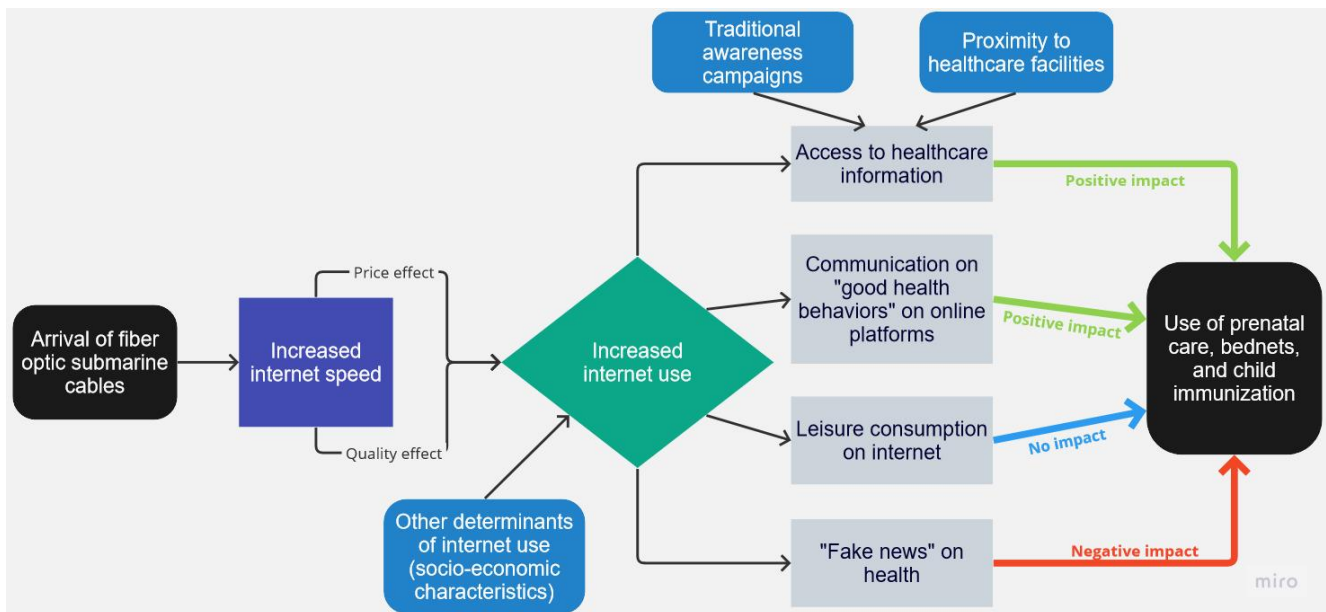 Traditional
awareness
campaigns
Proximity to
healthcare facilities
Access to healthcare
information
Positive impact
Price effect
Communication on
"good health
behaviors" on online
platforms
Positive impact
Arrival of fiber
optic submarine
cables
Increased
internet speed
Increased
internet use
Use of prenatal
care, bednets,
and child
immunization
Quality effect
Leisure consumption
on internet
No impact
Other determinants
of internet use
(socio-economic
characteristics)
"Fake news" on
health
Negative impact
miro